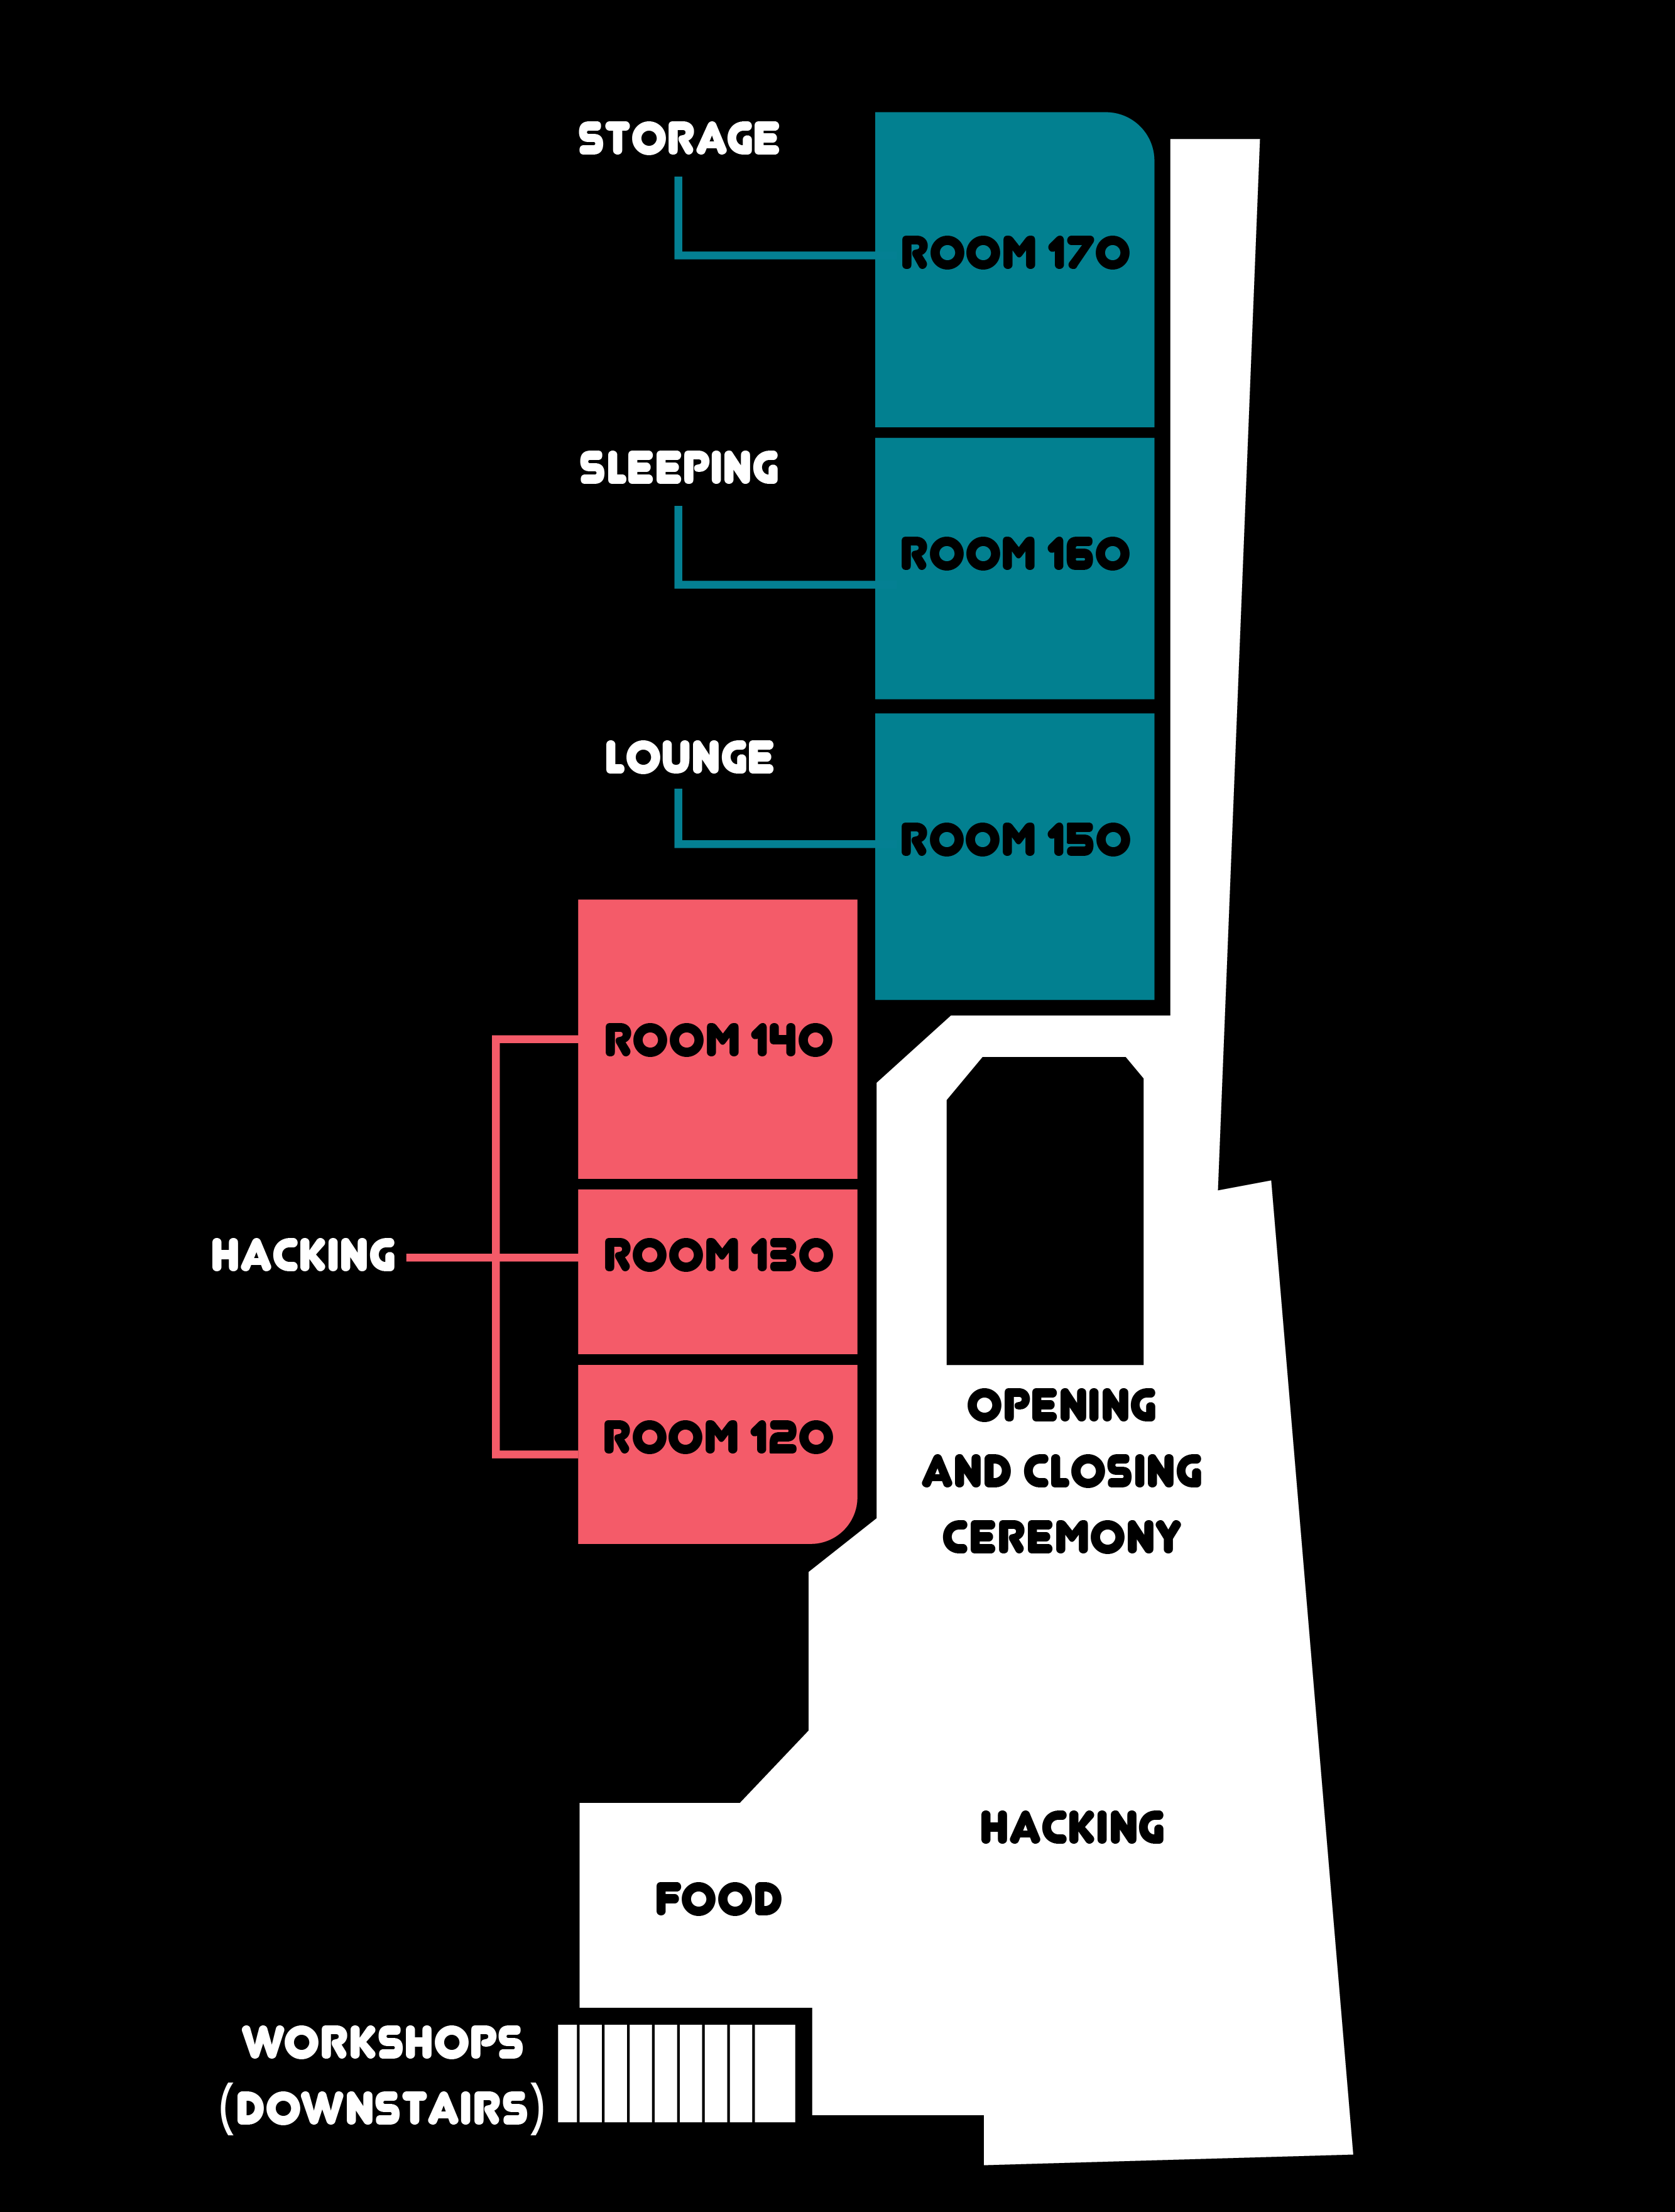 STORAGE
ROOM 170
SLEEPING
ROOM 160
LOUNGE
ROOM 150
ROOM 140
HACKING
ROOM 130
ROOM 120
OPENING
AND CLOSING
CEREMONY
HACKING
FOOD
WORKSHOPS
(DOWNSTAIRS)